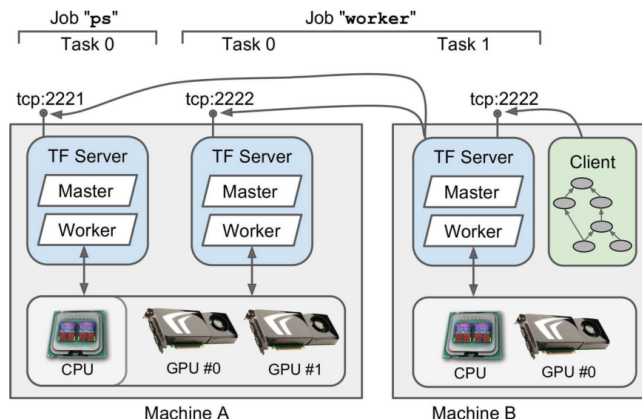 Job "ps"
Job "worker"
Task 0
Task 0
Task 1
tcp:2221
tcp:2222
tcp:2222
TF Server
TF Server
TF Server
Client
Master
Master
Master
Worker
Worker
Worker
CPU
GPU #0
GPU #1
CPU
GPU #0
Machine A
Machine B